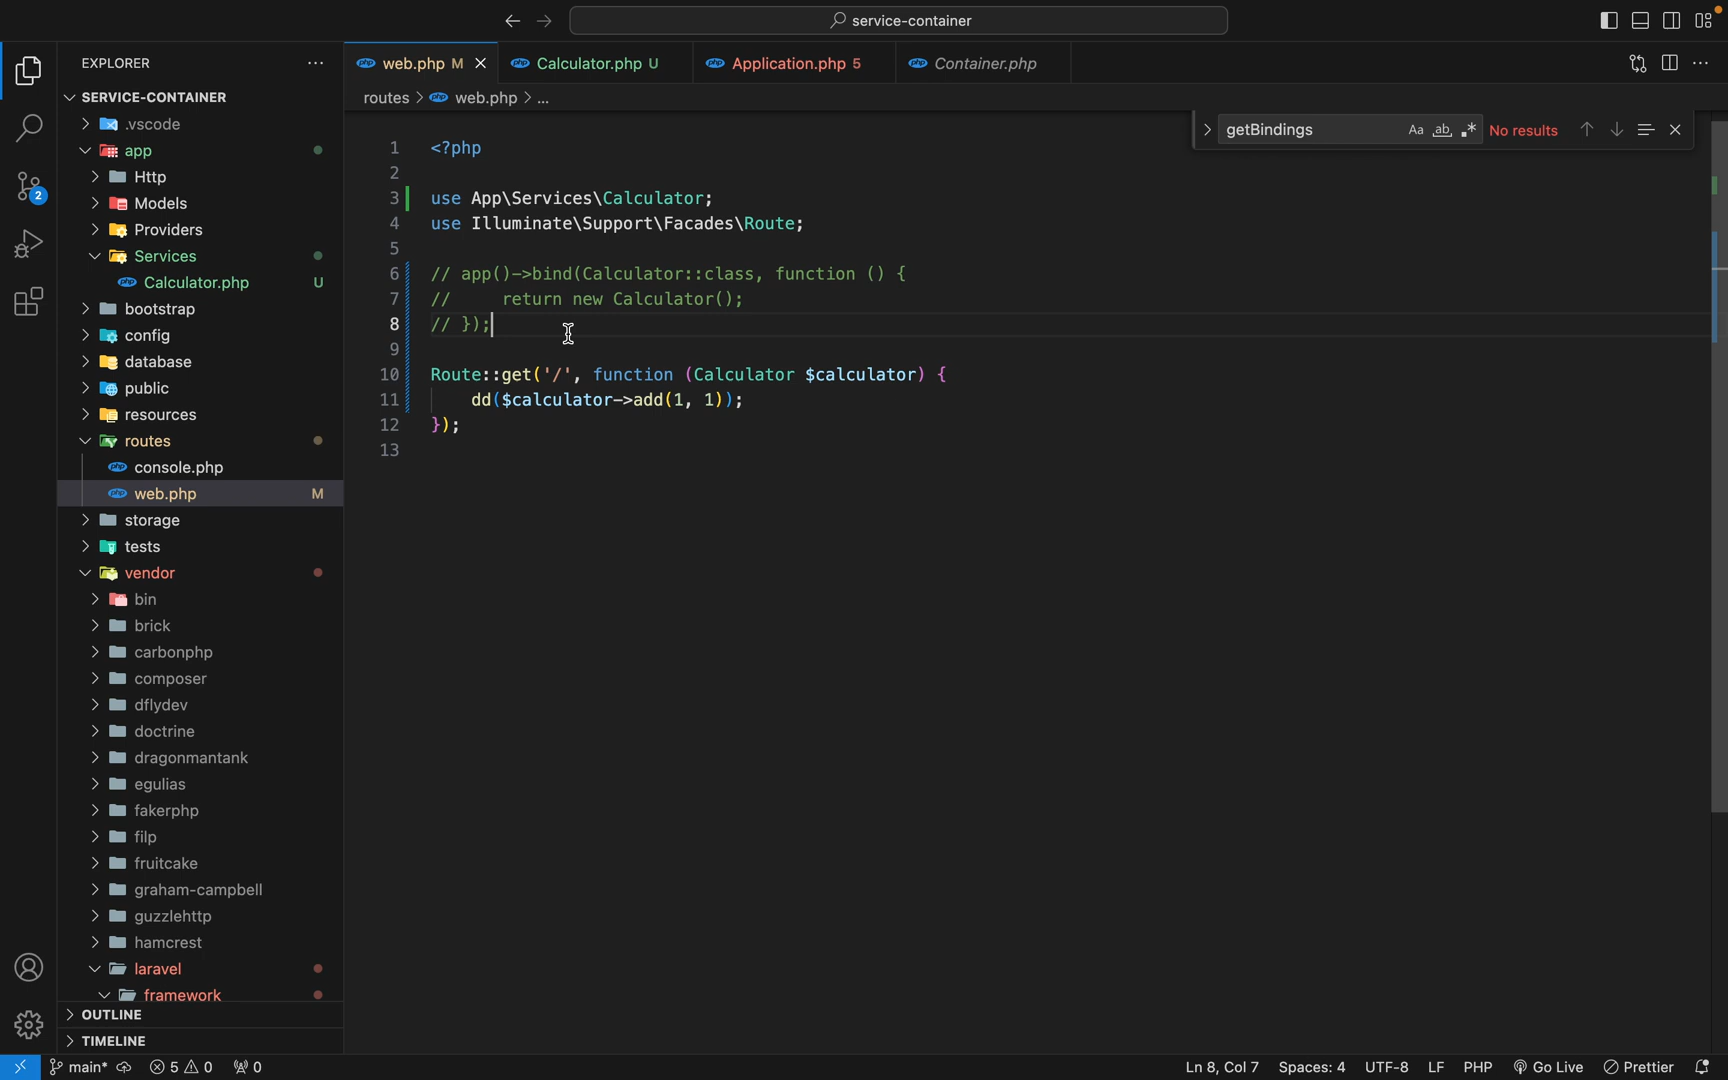 service-container
EXPLORER
web.php M
Calculator.php U
Application.php 5
Container.php
SERVICE-CONTAINER
routes > web.php > ...
getBindings
Aa
ab
No results
.vscode
app
Http
Models
Providers
Services
Calculator.php U
bootstrap
config
database
public
resources
routes
console.php
web.php M
storage
tests
vendor
bin
brick
carbonphp
composer
dflydev
doctrine
dragonmantank
egulias
fakerphp
filp
fruitcake
graham-campbell
guzzlehttp
hamcrest
laravel
framework
OUTLINE
TIMELINE
2
1 <?php
2
3 use App\Services\Calculator;
4 use Illuminate\Support\Facades\Route;
5
6 // app()->bind(Calculator::class, function () {
7 //     return new Calculator();
8 // });
9
10 Route::get('/', function (Calculator $calculator) {
11     dd($calculator->add(1, 1));
12 });
13
main* 5 0 0
Ln 8, Col 7 Spaces: 4 UTF-8 LF PHP Go Live Prettier